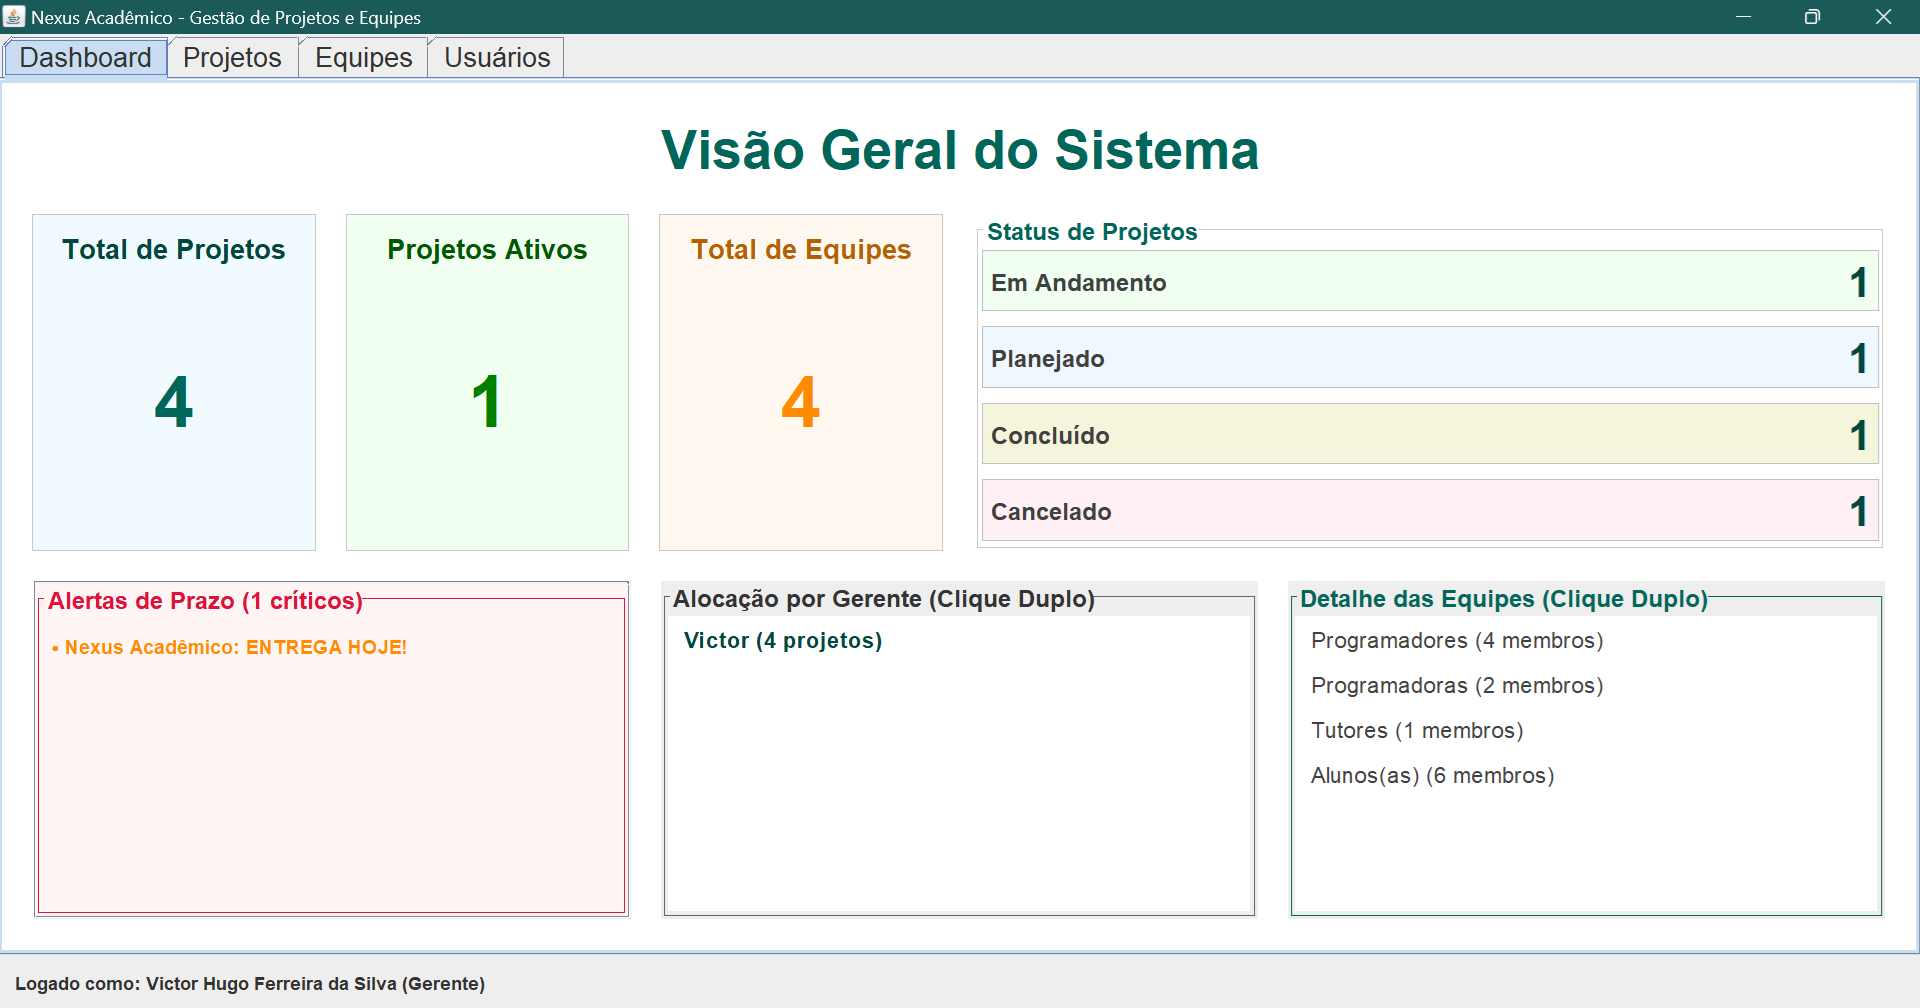 Nexus Acadêmico - Gestão de Projetos e Equipes
Dashboard
Projetos
Equipes
Usuários
Visão Geral do Sistema
Total de Projetos
4
Projetos Ativos
1
Total de Equipes
4
Status de Projetos
Em Andamento 1
Planejado 1
Concluído 1
Cancelado 1
Alertas de Prazo (1 críticos)
• Nexus Acadêmico: ENTREGA HOJE!
Alocação por Gerente (Clique Duplo)
Victor (4 projetos)
Detalhe das Equipes (Clique Duplo)
Programadores (4 membros)
Programadoras (2 membros)
Tutores (1 membros)
Alunos(as) (6 membros)
Logado como: Victor Hugo Ferreira da Silva (Gerente)